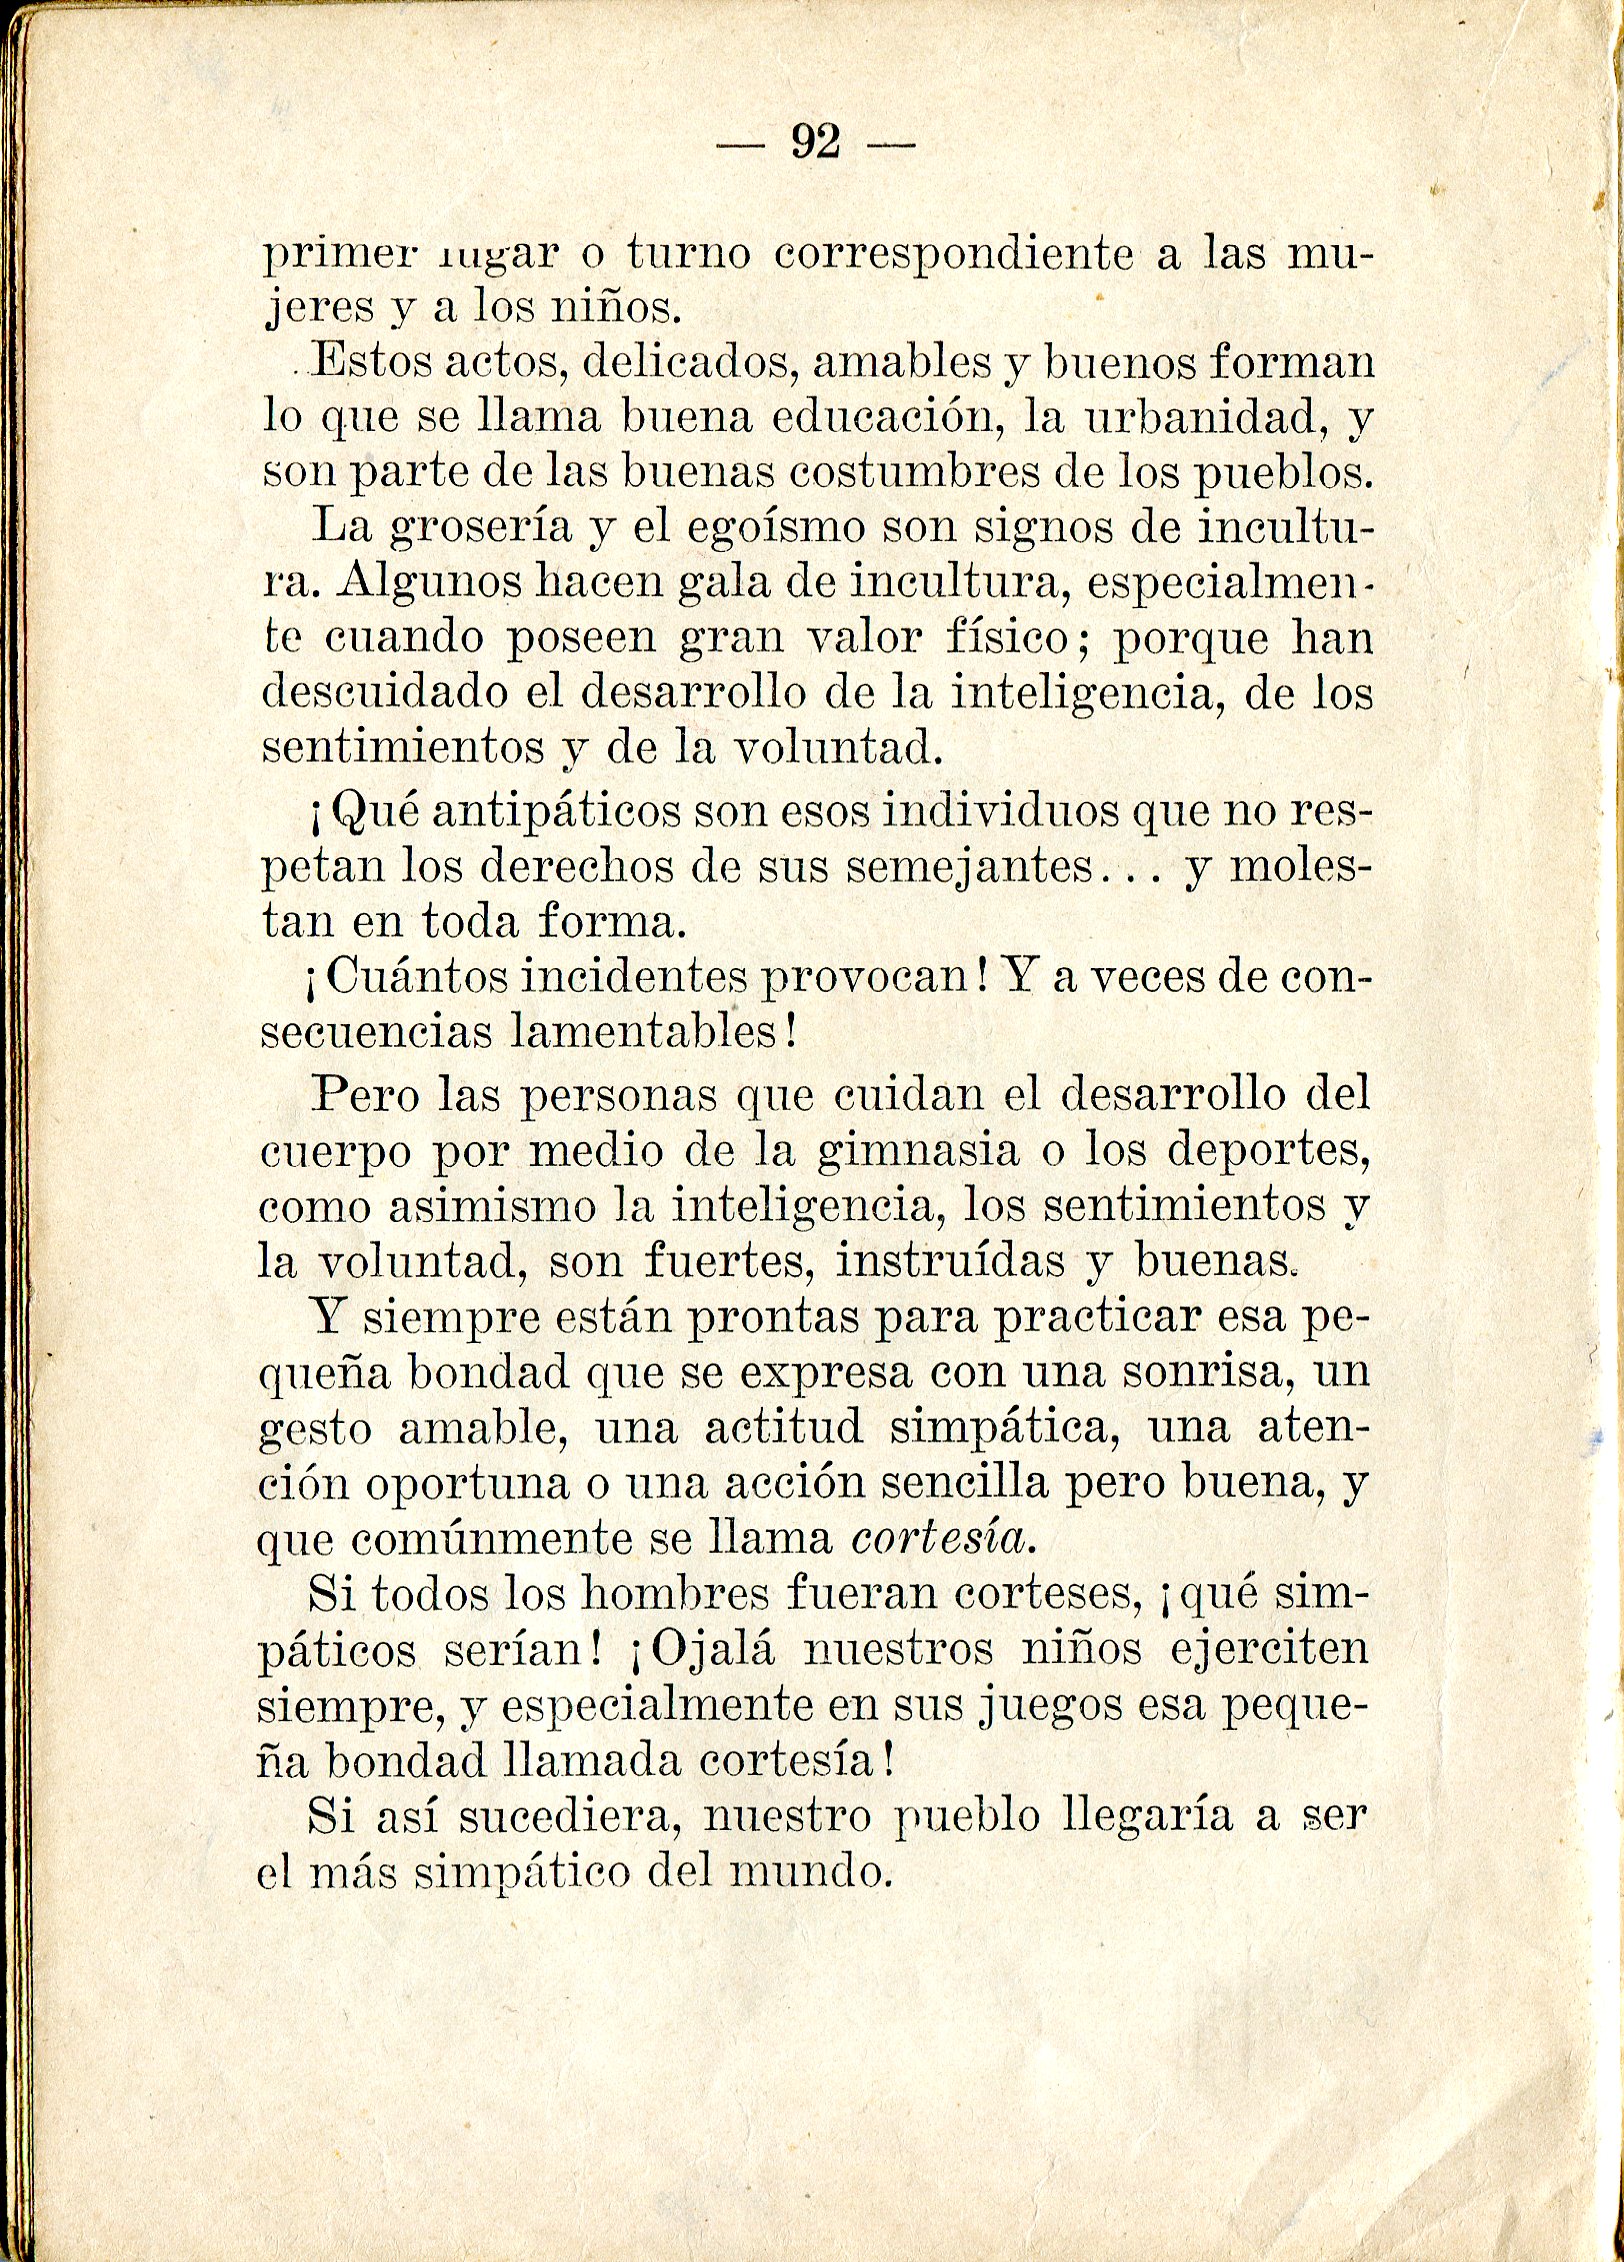 — 92 —
primer lugar o turno correspondiente a las mu-
jeres y a los niños.
Estos actos, delicados, amables y buenos forman
lo que se llama buena educación, la urbanidad, y
son parte de las buenas costumbres de los pueblos.
La grosería y el egoísmo son signos de incultu-
ra. Algunos hacen gala de incultura, especialmen-
te cuando poseen gran valor físico; porque han
descuidado el desarrollo de la inteligencia, de los
sentimientos y de la voluntad.
¡Qué antipáticos son esos individuos que no res-
petan los derechos de sus semejantes... y moles-
tan en toda forma.
¡Cuántos incidentes provocan! Y a veces de con-
secuencias lamentables!
Pero las personas que cuidan el desarrollo del
cuerpo por medio de la gimnasia o los deportes,
como asimismo la inteligencia, los sentimientos y
la voluntad, son fuertes, instruídas y buenas.
Y siempre están prontas para practicar esa pe-
queña bondad que se expresa con una sonrisa, un
gesto amable, una actitud simpática, una aten-
ción oportuna o una acción sencilla pero buena, y
que comúnmente se llama cortesía.
Si todos los hombres fueran corteses, ¡qué sim-
páticos serían! ¡Ojalá nuestros niños ejerciten
siempre, y especialmente en sus juegos esa peque-
ña bondad llamada cortesía!
Si así sucediera, nuestro pueblo llegaría a ser
el más simpático del mundo.